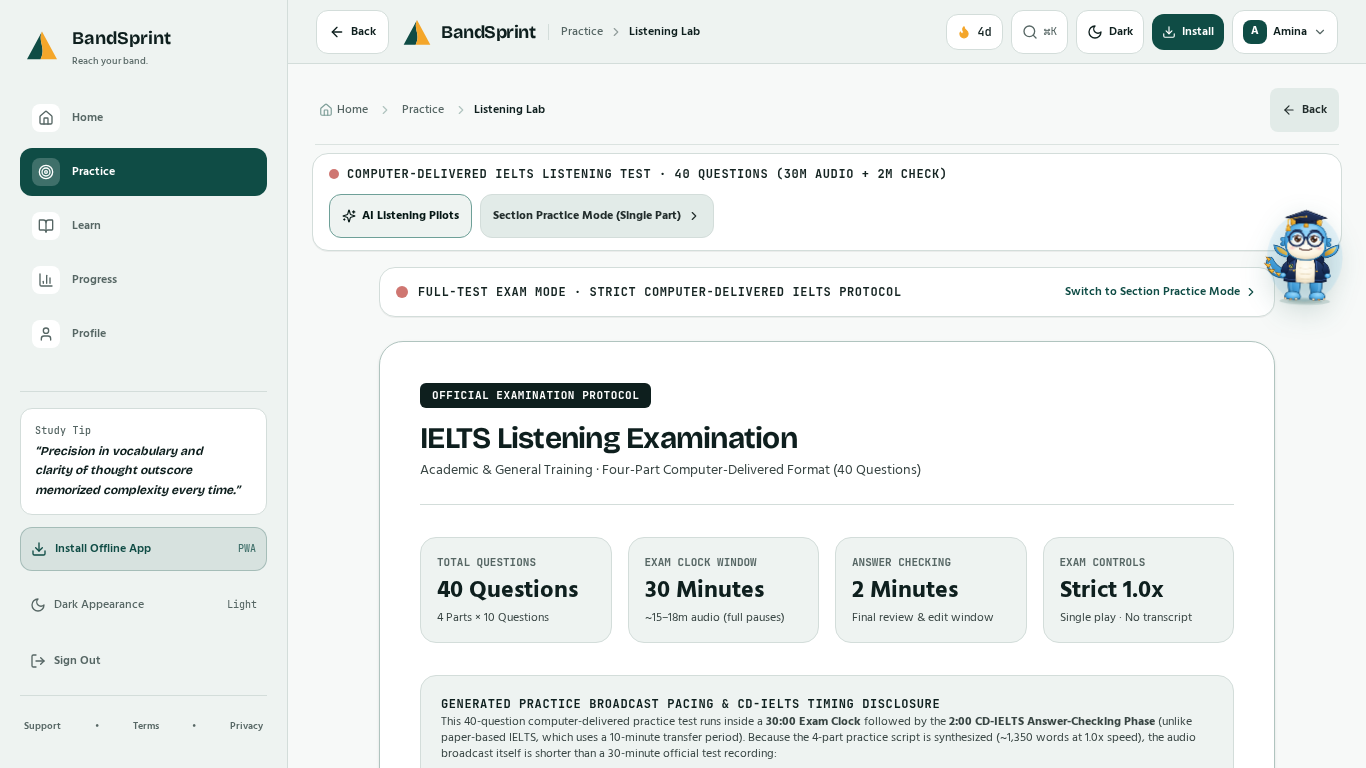 BandSprint
Reach your band.
Home
Practice
Learn
Progress
Profile
Study Tip
"Precision in vocabulary and
clarity of thought outscore
memorized complexity every time."
Install Offline App PWA
Dark Appearance Light
Sign Out
Support • Terms • Privacy
Back BandSprint Practice Listening Lab 4d ⌘K Dark Install A Amina
Home Practice Listening Lab Back
COMPUTER-DELIVERED IELTS LISTENING TEST · 40 QUESTIONS (30M AUDIO + 2M CHECK)
AI Listening Pilots Section Practice Mode (Single Part)
FULL-TEST EXAM MODE · STRICT COMPUTER-DELIVERED IELTS PROTOCOL Switch to Section Practice Mode
OFFICIAL EXAMINATION PROTOCOL
IELTS Listening Examination
Academic & General Training · Four-Part Computer-Delivered Format (40 Questions)
TOTAL QUESTIONS
40 Questions
4 Parts × 10 Questions
EXAM CLOCK WINDOW
30 Minutes
~15–18m audio (full pauses)
ANSWER CHECKING
2 Minutes
Final review & edit window
EXAM CONTROLS
Strict 1.0x
Single play · No transcript
GENERATED PRACTICE BROADCAST PACING & CD-IELTS TIMING DISCLOSURE
This 40-question computer-delivered practice test runs inside a 30:00 Exam Clock followed by the 2:00 CD-IELTS Answer-Checking Phase (unlike
paper-based IELTS, which uses a 10-minute transfer period). Because the 4-part practice script is synthesized (~1,350 words at 1.0x speed), the audio
broadcast itself is shorter than a 30-minute official test recording: